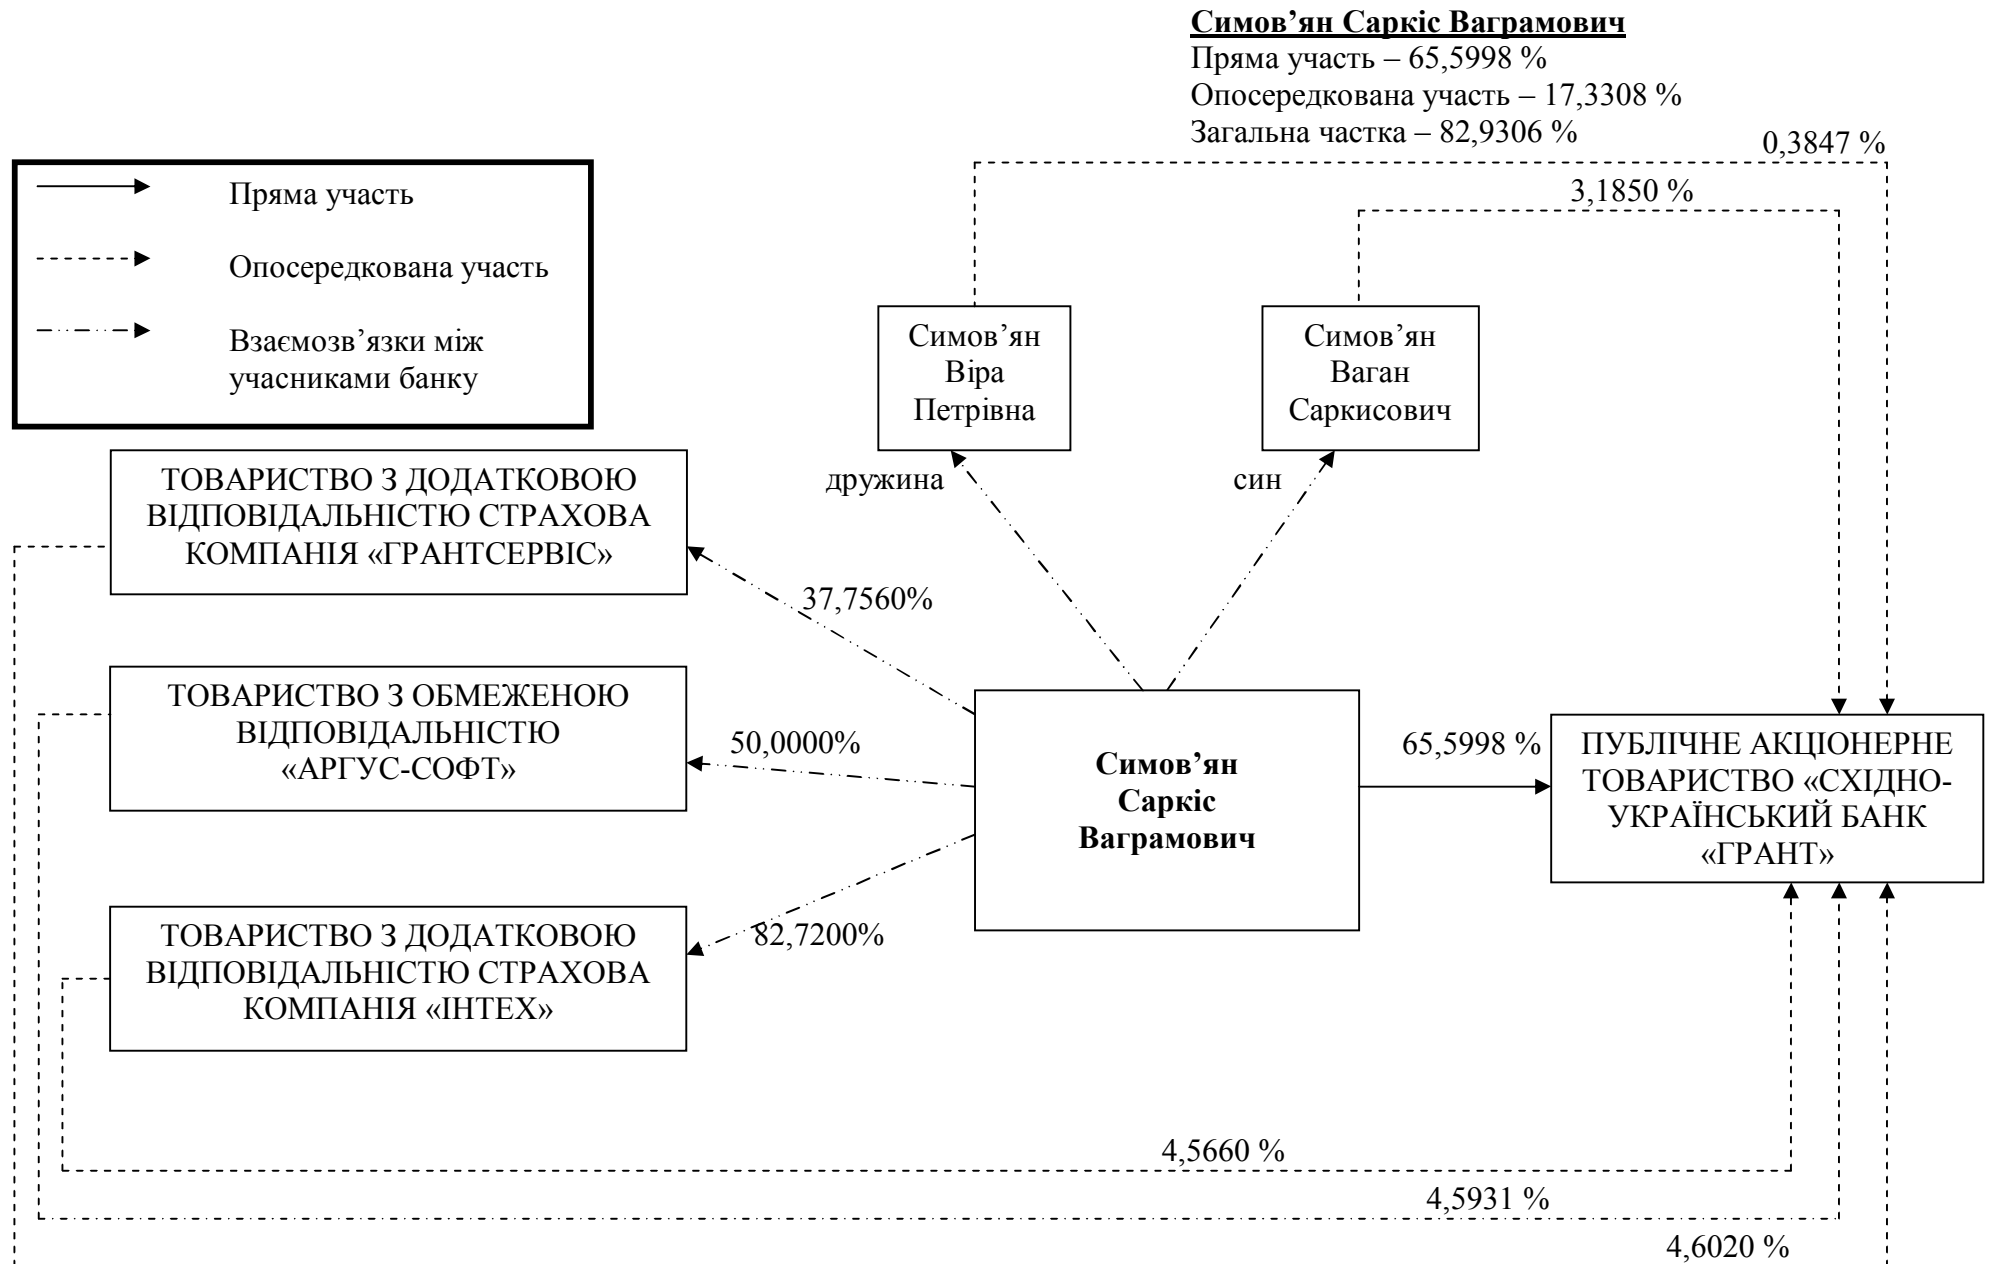 Симов’ян Саркіс Ваграмович
Пряма участь – 65,5998 %
Опосередкована участь – 17,3308 %
Загальна частка – 82,9306 %
0,3847 %
3,1850 %
Пряма участь
Опосередкована участь
Взаємозв’язки між
учасниками банку
Симов’ян
Віра
Петрівна
Симов’ян
Ваган
Саркисович
дружина
син
ТОВАРИСТВО З ДОДАТКОВОЮ
ВІДПОВІДАЛЬНІСТЮ СТРАХОВА
КОМПАНІЯ «ГРАНТСЕРВІС»
37,7560%
ТОВАРИСТВО З ОБМЕЖЕНОЮ
ВІДПОВІДАЛЬНІСТЮ
«АРГУС-СОФТ»
50,0000%
Симов’ян
Саркіс
Ваграмович
65,5998 %
ПУБЛІЧНЕ АКЦІОНЕРНЕ
ТОВАРИСТВО «СХІДНО-
УКРАЇНСЬКИЙ БАНК
«ГРАНТ»
ТОВАРИСТВО З ДОДАТКОВОЮ
ВІДПОВІДАЛЬНІСТЮ СТРАХОВА
КОМПАНІЯ «ІНТЕХ»
82,7200%
4,5660 %
4,5931 %
4,6020 %